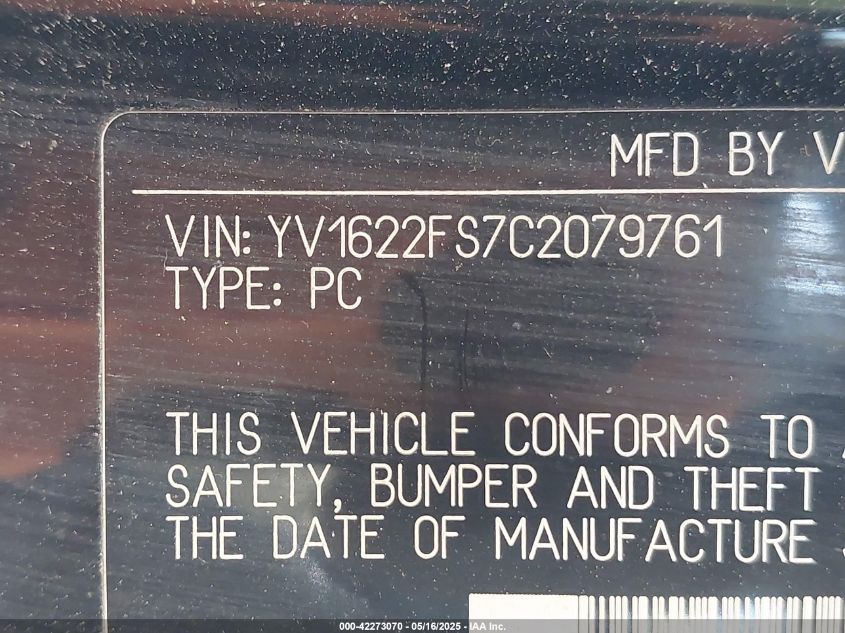 MFD BY V
VIN: YV1622FS7C2079761
TYPE: PC
THIS VEHICLE CONFORMS TO
SAFETY, BUMPER AND THEFT
THE DATE OF MANUFACTURE
000-42273070 - 05/16/2025 - IAA Inc.